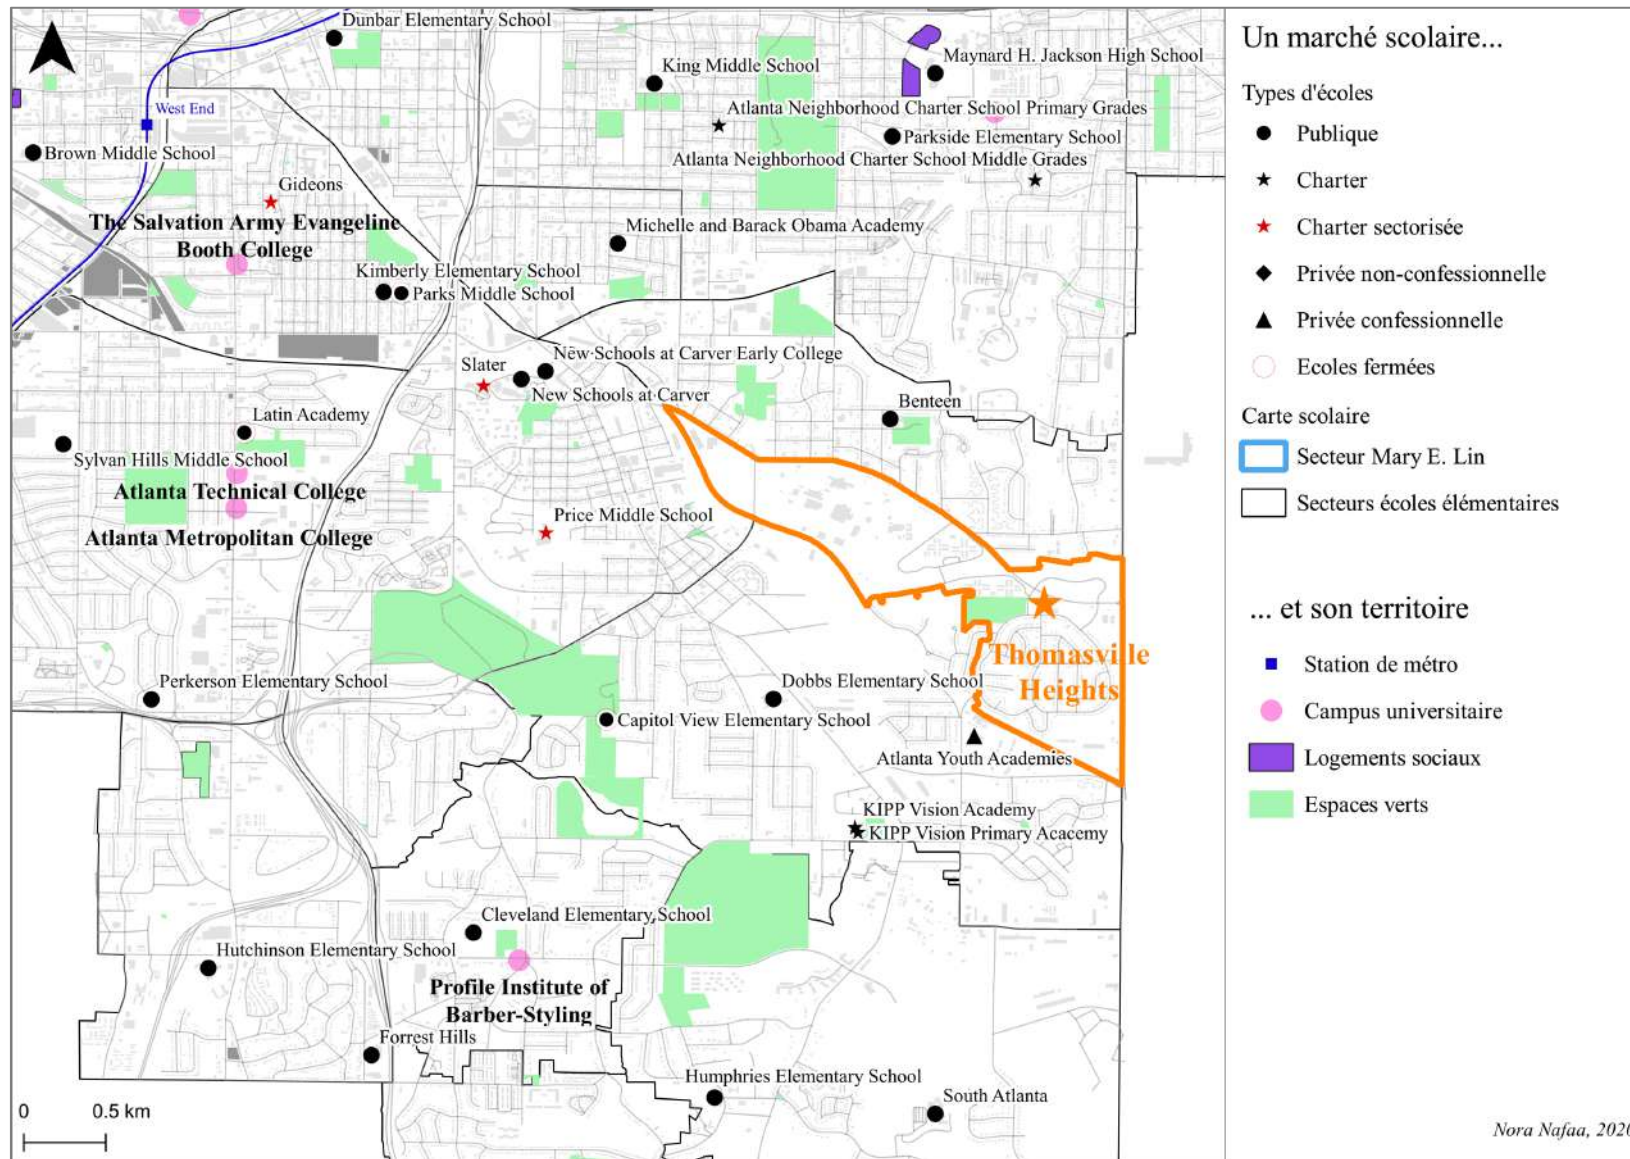 Dunbar Elementary School
King Middle School
Maynard H. Jackson High School
West End
Atlanta Neighborhood Charter School Primary Grades
Brown Middle School
Parkside Elementary School
Atlanta Neighborhood Charter School Middle Grades
Gideons
The Salvation Army Evangeline
Booth College
Michelle and Barack Obama Academy
Kimberly Elementary School
Parks Middle School
New Schools at Carver Early College
Slater
New Schools at Carver
Latin Academy
Benteen
Sylvan Hills Middle School
Atlanta Technical College
Price Middle School
Atlanta Metropolitan College
Thomasville
Heights
Perkerson Elementary School
Dobbs Elementary School
Capitol View Elementary School
Atlanta Youth Academies
KIPP Vision Academy
KIPP Vision Primary Acacemy
Cleveland Elementary School
Hutchinson Elementary School
Profile Institute of
Barber-Styling
Forrest Hills
Humphries Elementary School
South Atlanta
0 0.5 km
Un marché scolaire...
Types d'écoles
Publique
Charter
Charter sectorisée
Privée non-confessionnelle
Privée confessionnelle
Ecoles fermées
Carte scolaire
Secteur Mary E. Lin
Secteurs écoles élémentaires
... et son territoire
Station de métro
Campus universitaire
Logements sociaux
Espaces verts
Nora Nafaa, 2020